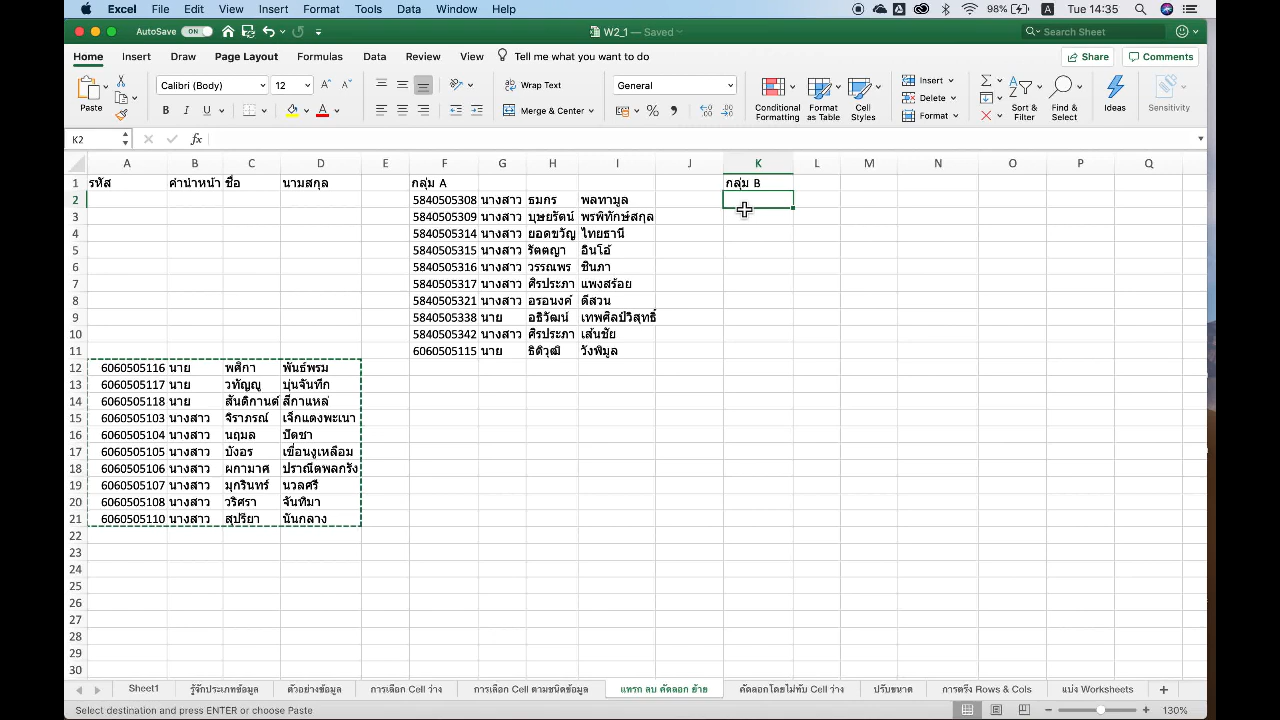 Excel File Edit View Insert Format Tools Data Window Help 98% A Tue 14:35
AutoSave ON W2_1 — Saved Search Sheet
Home Insert Draw Page Layout Formulas Data Review View Tell me what you want to do Share Comments
Paste Calibri (Body) 12 A A Wrap Text General Conditional Formatting Format as Table Cell Styles Insert Sort & Filter Find & Select Ideas Sensitivity
B I U A Merge & Center % Delete
Format
K2 fx
A B C D E F G H I J K L M N O P Q
1 รหัส คำนำหน้า ชื่อ นามสกุล กลุ่ม A กลุ่ม B
2 5840505308 นางสาว ธมกร พลทามูล
3 5840505309 นางสาว บุษยรัตน์ พรพิทักษ์สกุล
4 5840505314 นางสาว ยอดขวัญ ไทยธานี
5 5840505315 นางสาว รัตตญา อินโอ้
6 5840505316 นางสาว วรรณพร ชินภา
7 5840505317 นางสาว ศิรประภา แพงสร้อย
8 5840505321 นางสาว อรอนงค์ ดีสวน
9 5840505338 นาย อธิวัฒน์ เทพศิลป์วิสุทธิ์
10 5840505342 นางสาว ศิรประภา เส้นชัย
11 6060505115 นาย ธิติวุฒิ วังพิมูล
12 6060505116 นาย พศิกา พันธ์พรม
13 6060505117 นาย วทัญญู บุ่นจันทึก
14 6060505118 นาย สันติกานต์ สีกาแหล่
15 6060505103 นางสาว จิราภรณ์ เจ็กแตงพะเนา
16 6060505104 นางสาว นฤมล ปัดชา
17 6060505105 นางสาว บังอร เขื่อนงูเหลือม
18 6060505106 นางสาว ผกามาศ ปราณีตพลกรัง
19 6060505107 นางสาว มุกรินทร์ นวลศรี
20 6060505108 นางสาว วริศรา จันทิมา
21 6060505110 นางสาว สุปรียา นันกลาง
22
23
24
25
26
27
28
29
30
Sheet1 รู้จักประเภทข้อมูล ตัวอย่างข้อมูล การเลือก Cell ว่าง การเลือก Cell ตามชนิดข้อมูล แทรก ลบ คัดลอก ย้าย คัดลอกโดยไม่ทับ Cell ว่าง ปรับขนาด การตรึง Rows & Cols แบ่ง Worksheets
Select destination and press ENTER or choose Paste 130%